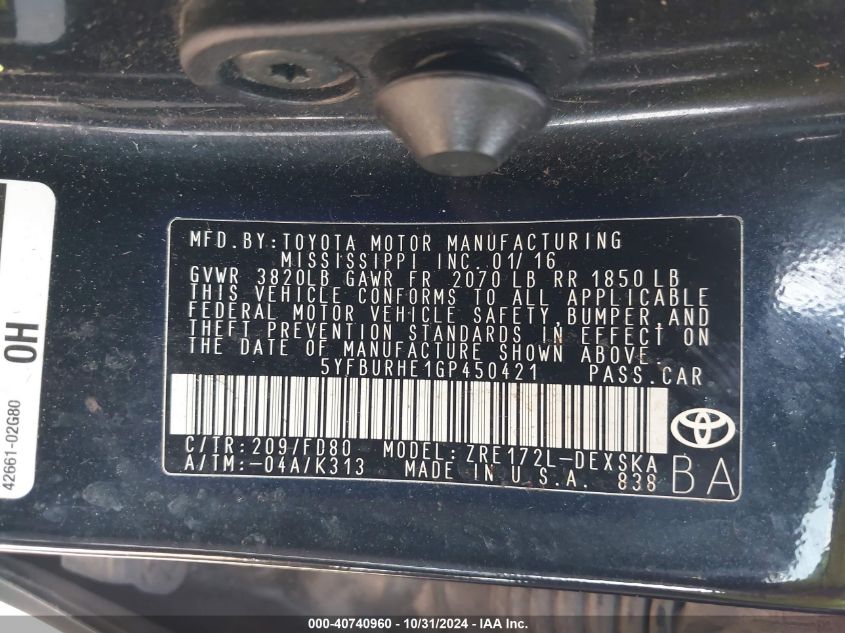 MFD.BY:TOYOTA MOTOR MANUFACTURING
MISSISSIPPI INC. 01/16
GVWR 3820LB GAWR FR 2070 LB RR 1850 LB
THIS VEHICLE CONFORMS TO ALL APPLICABLE
FEDERAL MOTOR VEHICLE SAFETY,BUMPER,AND
THEFT PREVENTION STANDARDS IN EFFECT ON
THE DATE OF MANUFACTURE SHOWN ABOVE.
5YFBURHE1GP450421 PASS.CAR
C/TR:209/FD80 MODEL:ZRE172L-DEXSKA
A/TM:-04A/K313 MADE IN U.S.A. 838
BA
OH
42661-02G80
000-40740960 - 10/31/2024 - IAAI Inc.